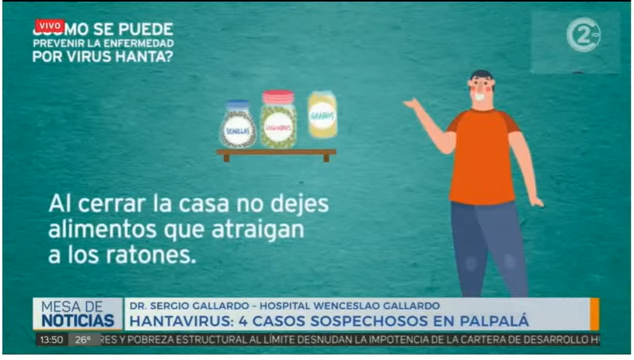 VIVO
¿CÓMO SE PUEDE
PREVENIR LA ENFERMEDAD
POR VIRUS HANTA?
2
SEMILLAS
LEGUMBRES
GRANOS
Al cerrar la casa no dejes
alimentos que atraigan
a los ratones.
MESA DE
NOTICIAS
DR. SERGIO GALLARDO - HOSPITAL WENCESLAO GALLARDO
HANTAVIRUS: 4 CASOS SOSPECHOSOS EN PALPALÁ
13:50 26° RES Y POBREZA ESTRUCTURAL AL LÍMITE DESNUDAN LA IMPOTENCIA DE LA CARTERA DE DESARROLLO H